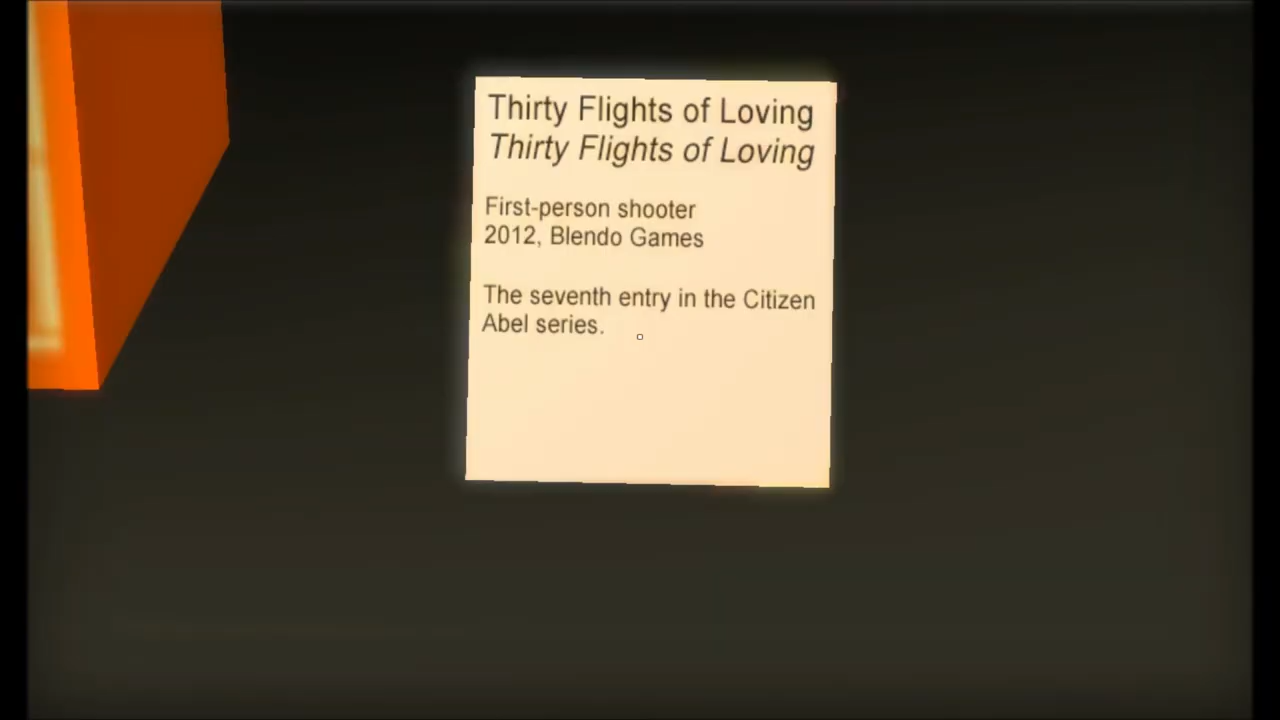 Thirty Flights of Loving
Thirty Flights of Loving
First-person shooter
2012, Blendo Games
The seventh entry in the Citizen
Abel series.